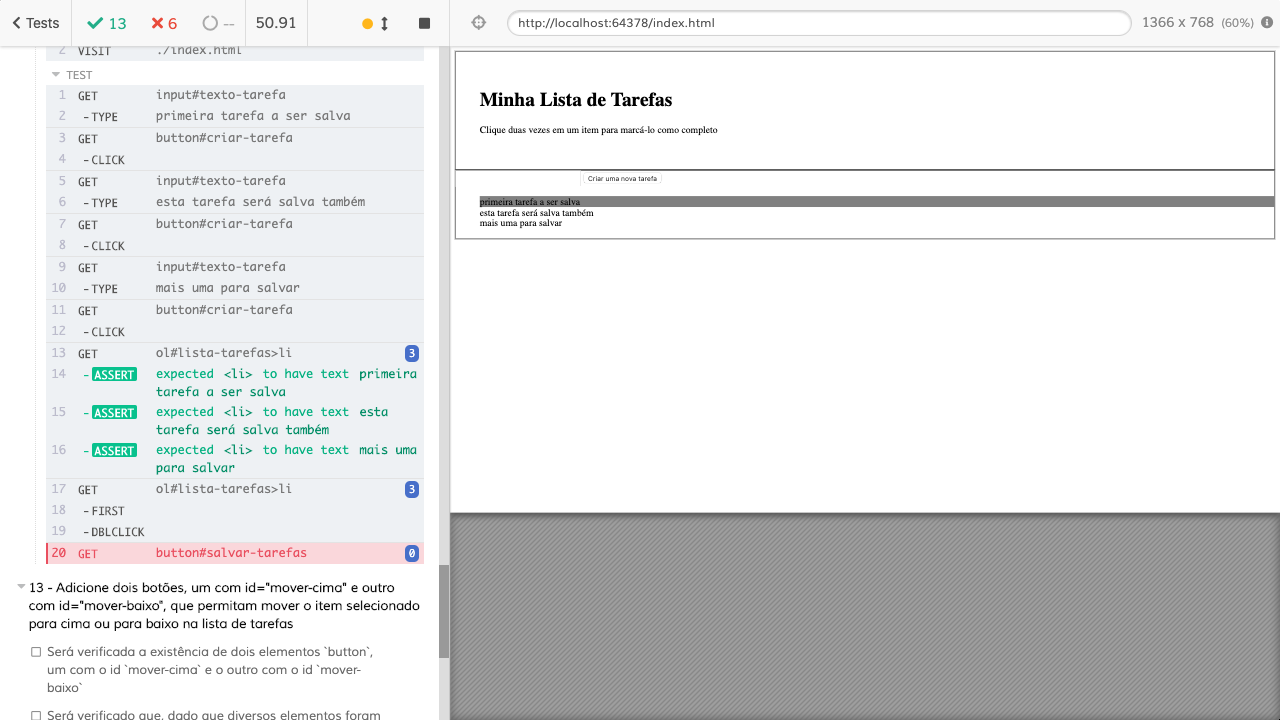 Tests
13
6
--
50.91
http://localhost:64378/index.html
1366 x 768 (60%)
2 VISIT ./index.html
TEST
1 GET input#texto-tarefa
2 -TYPE primeira tarefa a ser salva
3 GET button#criar-tarefa
4 -CLICK
5 GET input#texto-tarefa
6 -TYPE esta tarefa será salva também
7 GET button#criar-tarefa
8 -CLICK
9 GET input#texto-tarefa
10 -TYPE mais uma para salvar
11 GET button#criar-tarefa
12 -CLICK
13 GET ol#lista-tarefas>li 3
14 -ASSERT expected <li> to have text primeira
tarefa a ser salva
15 -ASSERT expected <li> to have text esta
tarefa será salva também
16 -ASSERT expected <li> to have text mais uma
para salvar
17 GET ol#lista-tarefas>li 3
18 -FIRST
19 -DBLCLICK
20 GET button#salvar-tarefas 0
13 - Adicione dois botões, um com id="mover-cima" e outro
com id="mover-baixo", que permitam mover o item selecionado
para cima ou para baixo na lista de tarefas
Será verificada a existência de dois elementos `button`,
um com o id `mover-cima` e o outro com o id `mover-
baixo`
Será verificado que, dado que diversos elementos foram
Minha Lista de Tarefas
Clique duas vezes em um item para marcá-lo como completo
Criar uma nova tarefa
primeira tarefa a ser salva
esta tarefa será salva também
mais uma para salvar